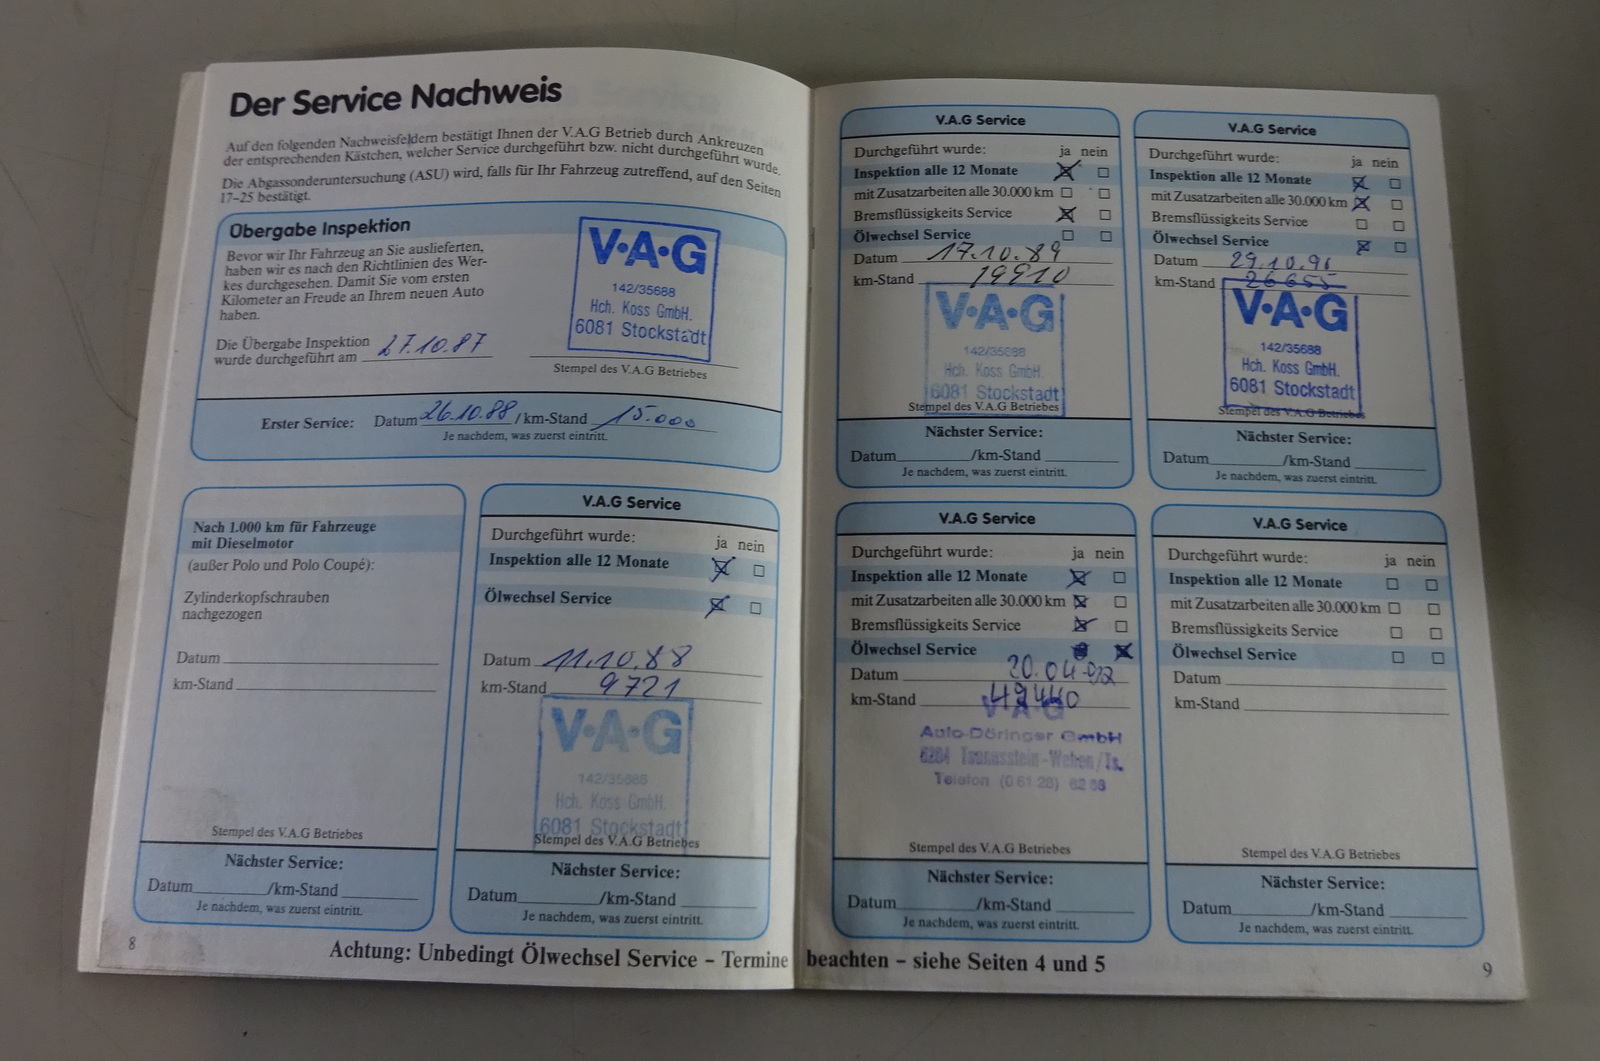 Der Service Nachweis
Auf den folgenden Nachweisfeldern bestätigt Ihnen der V.A.G Betrieb durch Ankreuzen
der entsprechenden Kästchen, welcher Service durchgeführt bzw. nicht durchgeführt wurde.
Die Abgassonderuntersuchung (ASU) wird, falls für Ihr Fahrzeug zutreffend, auf den Seiten
17–25 bestätigt.
Übergabe Inspektion
Bevor wir Ihr Fahrzeug an Sie auslieferten,
haben wir es nach den Richtlinien des Wer-
kes durchgesehen. Damit Sie vom ersten
Kilometer an Freude an Ihrem neuen Auto
haben.
Die Übergabe Inspektion
wurde durchgeführt am 27.10.87
V•A•G
142/35688
Hch. Koss GmbH.
6081 Stockstadt
Stempel des V.A.G Betriebes
Erster Service: Datum 26.10.88 /km-Stand 15.000
Je nachdem, was zuerst eintritt.
Nach 1.000 km für Fahrzeuge
mit Dieselmotor
(außer Polo und Polo Coupé):
Zylinderkopfschrauben
nachgezogen
Datum
km-Stand
Stempel des V.A.G Betriebes
Nächster Service:
Datum /km-Stand
Je nachdem, was zuerst eintritt.
V.A.G Service
Durchgeführt wurde: ja nein
Inspektion alle 12 Monate
Ölwechsel Service
Datum 11.10.88
km-Stand 9721
V•A•G
142/35688
Hch. Koss GmbH.
6081 Stockstadt
Stempel des V.A.G Betriebes
Nächster Service:
Datum /km-Stand
Je nachdem, was zuerst eintritt.
8
V.A.G Service
Durchgeführt wurde: ja nein
Inspektion alle 12 Monate
mit Zusatzarbeiten alle 30.000 km
Bremsflüssigkeits Service
Ölwechsel Service
Datum 17.10.89
km-Stand 19910
V•A•G
142/35688
Hch. Koss GmbH.
6081 Stockstadt
Stempel des V.A.G Betriebes
Nächster Service:
Datum /km-Stand
Je nachdem, was zuerst eintritt.
V.A.G Service
Durchgeführt wurde: ja nein
Inspektion alle 12 Monate
mit Zusatzarbeiten alle 30.000 km
Bremsflüssigkeits Service
Ölwechsel Service
Datum
km-Stand 26655
V•A•G
142/35688
Hch. Koss GmbH.
6081 Stockstadt
Stempel des V.A.G Betriebes
Nächster Service:
Datum /km-Stand
Je nachdem, was zuerst eintritt.
V.A.G Service
Durchgeführt wurde: ja nein
Inspektion alle 12 Monate
mit Zusatzarbeiten alle 30.000 km
Bremsflüssigkeits Service
Ölwechsel Service
Datum 20.04.92
km-Stand 49440
V•A•G
Auto-Döringer GmbH
6204 Taunusstein-Wehen/Ts.
Telefon (0 61 28)
Stempel des V.A.G Betriebes
Nächster Service:
Datum /km-Stand
Je nachdem, was zuerst eintritt.
V.A.G Service
Durchgeführt wurde: ja nein
Inspektion alle 12 Monate
mit Zusatzarbeiten alle 30.000 km
Bremsflüssigkeits Service
Ölwechsel Service
Datum
km-Stand
Stempel des V.A.G Betriebes
Nächster Service:
Datum /km-Stand
Je nachdem, was zuerst eintritt.
Achtung: Unbedingt Ölwechsel Service – Termine beachten – siehe Seiten 4 und 5
9